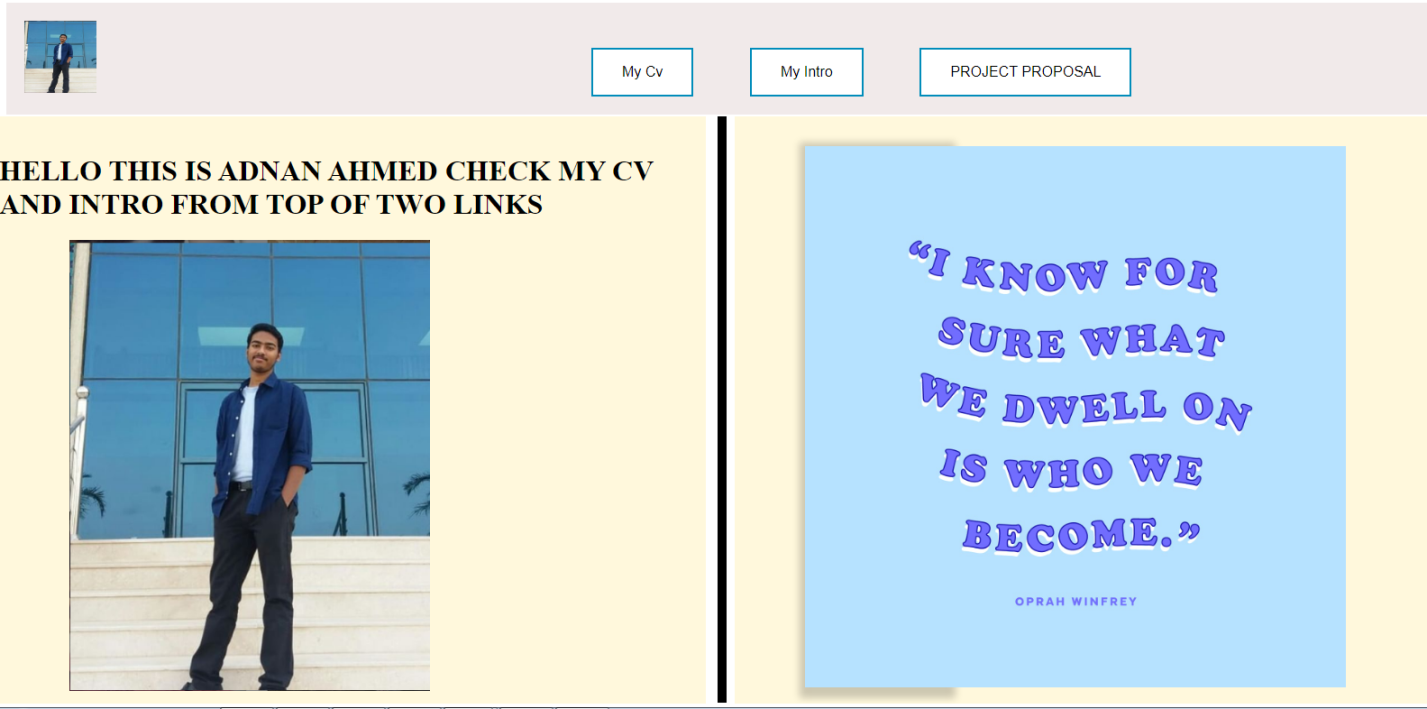 My Cv
My Intro
PROJECT PROPOSAL
HELLO THIS IS ADNAN AHMED CHECK MY CV
AND INTRO FROM TOP OF TWO LINKS
“I KNOW FOR
SURE WHAT
WE DWELL ON
IS WHO WE
BECOME.”
OPRAH WINFREY